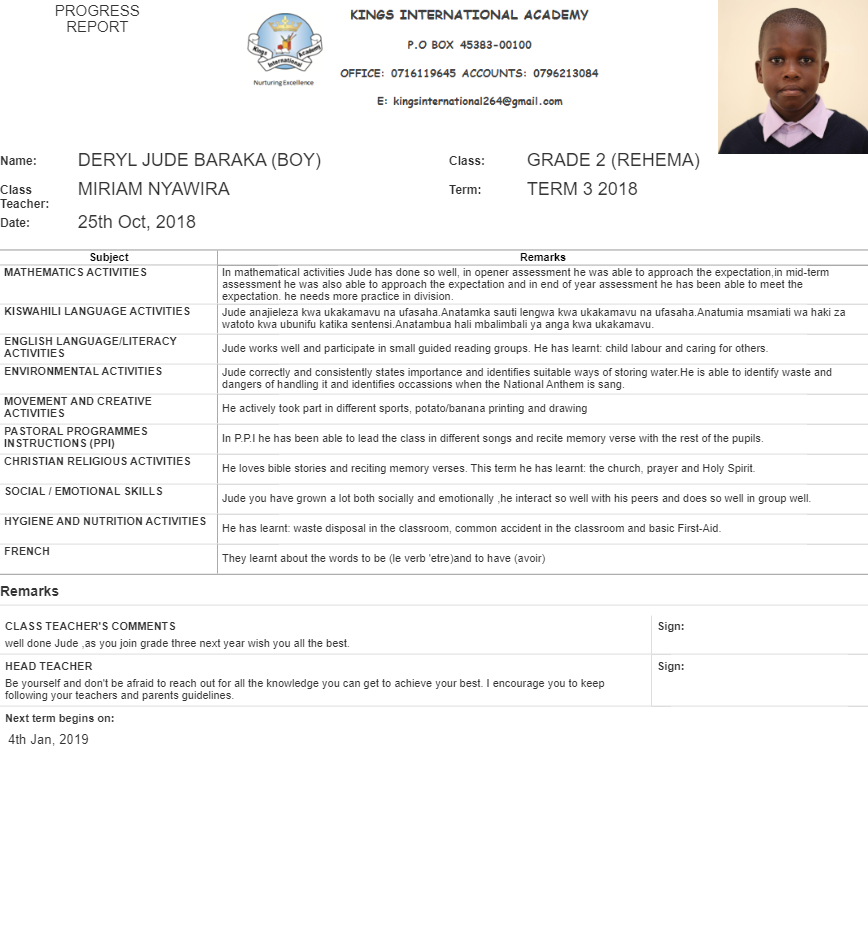 PROGRESS
REPORT
Kings International Academy
Nurturing Excellence
KINGS INTERNATIONAL ACADEMY
P.O BOX 45383-00100
OFFICE: 0716119645 ACCOUNTS: 0796213084
E: kingsinternational264@gmail.com
Name: DERYL JUDE BARAKA (BOY) Class: GRADE 2 (REHEMA)
Class Teacher: MIRIAM NYAWIRA Term: TERM 3 2018
Date: 25th Oct, 2018
Subject Remarks
MATHEMATICS ACTIVITIES
In mathematical activities Jude has done so well, in opener assessment he was able to approach the expectation,in mid-term
assessment he was also able to approach the expectation and in end of year assessment he has been able to meet the
expectation. he needs more practice in division.
KISWAHILI LANGUAGE ACTIVITIES
Jude anajieleza kwa ukakamavu na ufasaha.Anatamka sauti lengwa kwa ukakamavu na ufasaha.Anatumia msamiati wa haki za
watoto kwa ubunifu katika sentensi.Anatambua hali mbalimbali ya anga kwa ukakamavu.
ENGLISH LANGUAGE/LITERACY
ACTIVITIES
Jude works well and participate in small guided reading groups. He has learnt: child labour and caring for others.
ENVIRONMENTAL ACTIVITIES
Jude correctly and consistently states importance and identifies suitable ways of storing water.He is able to identify waste and
dangers of handling it and identifies occassions when the National Anthem is sang.
MOVEMENT AND CREATIVE
ACTIVITIES
He actively took part in different sports, potato/banana printing and drawing
PASTORAL PROGRAMMES
INSTRUCTIONS (PPI)
In P.P.I he has been able to lead the class in different songs and recite memory verse with the rest of the pupils.
CHRISTIAN RELIGIOUS ACTIVITIES
He loves bible stories and reciting memory verses. This term he has learnt: the church, prayer and Holy Spirit.
SOCIAL / EMOTIONAL SKILLS
Jude you have grown a lot both socially and emotionally ,he interact so well with his peers and does so well in group well.
HYGIENE AND NUTRITION ACTIVITIES
He has learnt: waste disposal in the classroom, common accident in the classroom and basic First-Aid.
FRENCH
They learnt about the words to be (le verb 'etre)and to have (avoir)
Remarks
CLASS TEACHER'S COMMENTS Sign:
well done Jude ,as you join grade three next year wish you all the best.
HEAD TEACHER Sign:
Be yourself and don't be afraid to reach out for all the knowledge you can get to achieve your best. I encourage you to keep
following your teachers and parents guidelines.
Next term begins on:
4th Jan, 2019